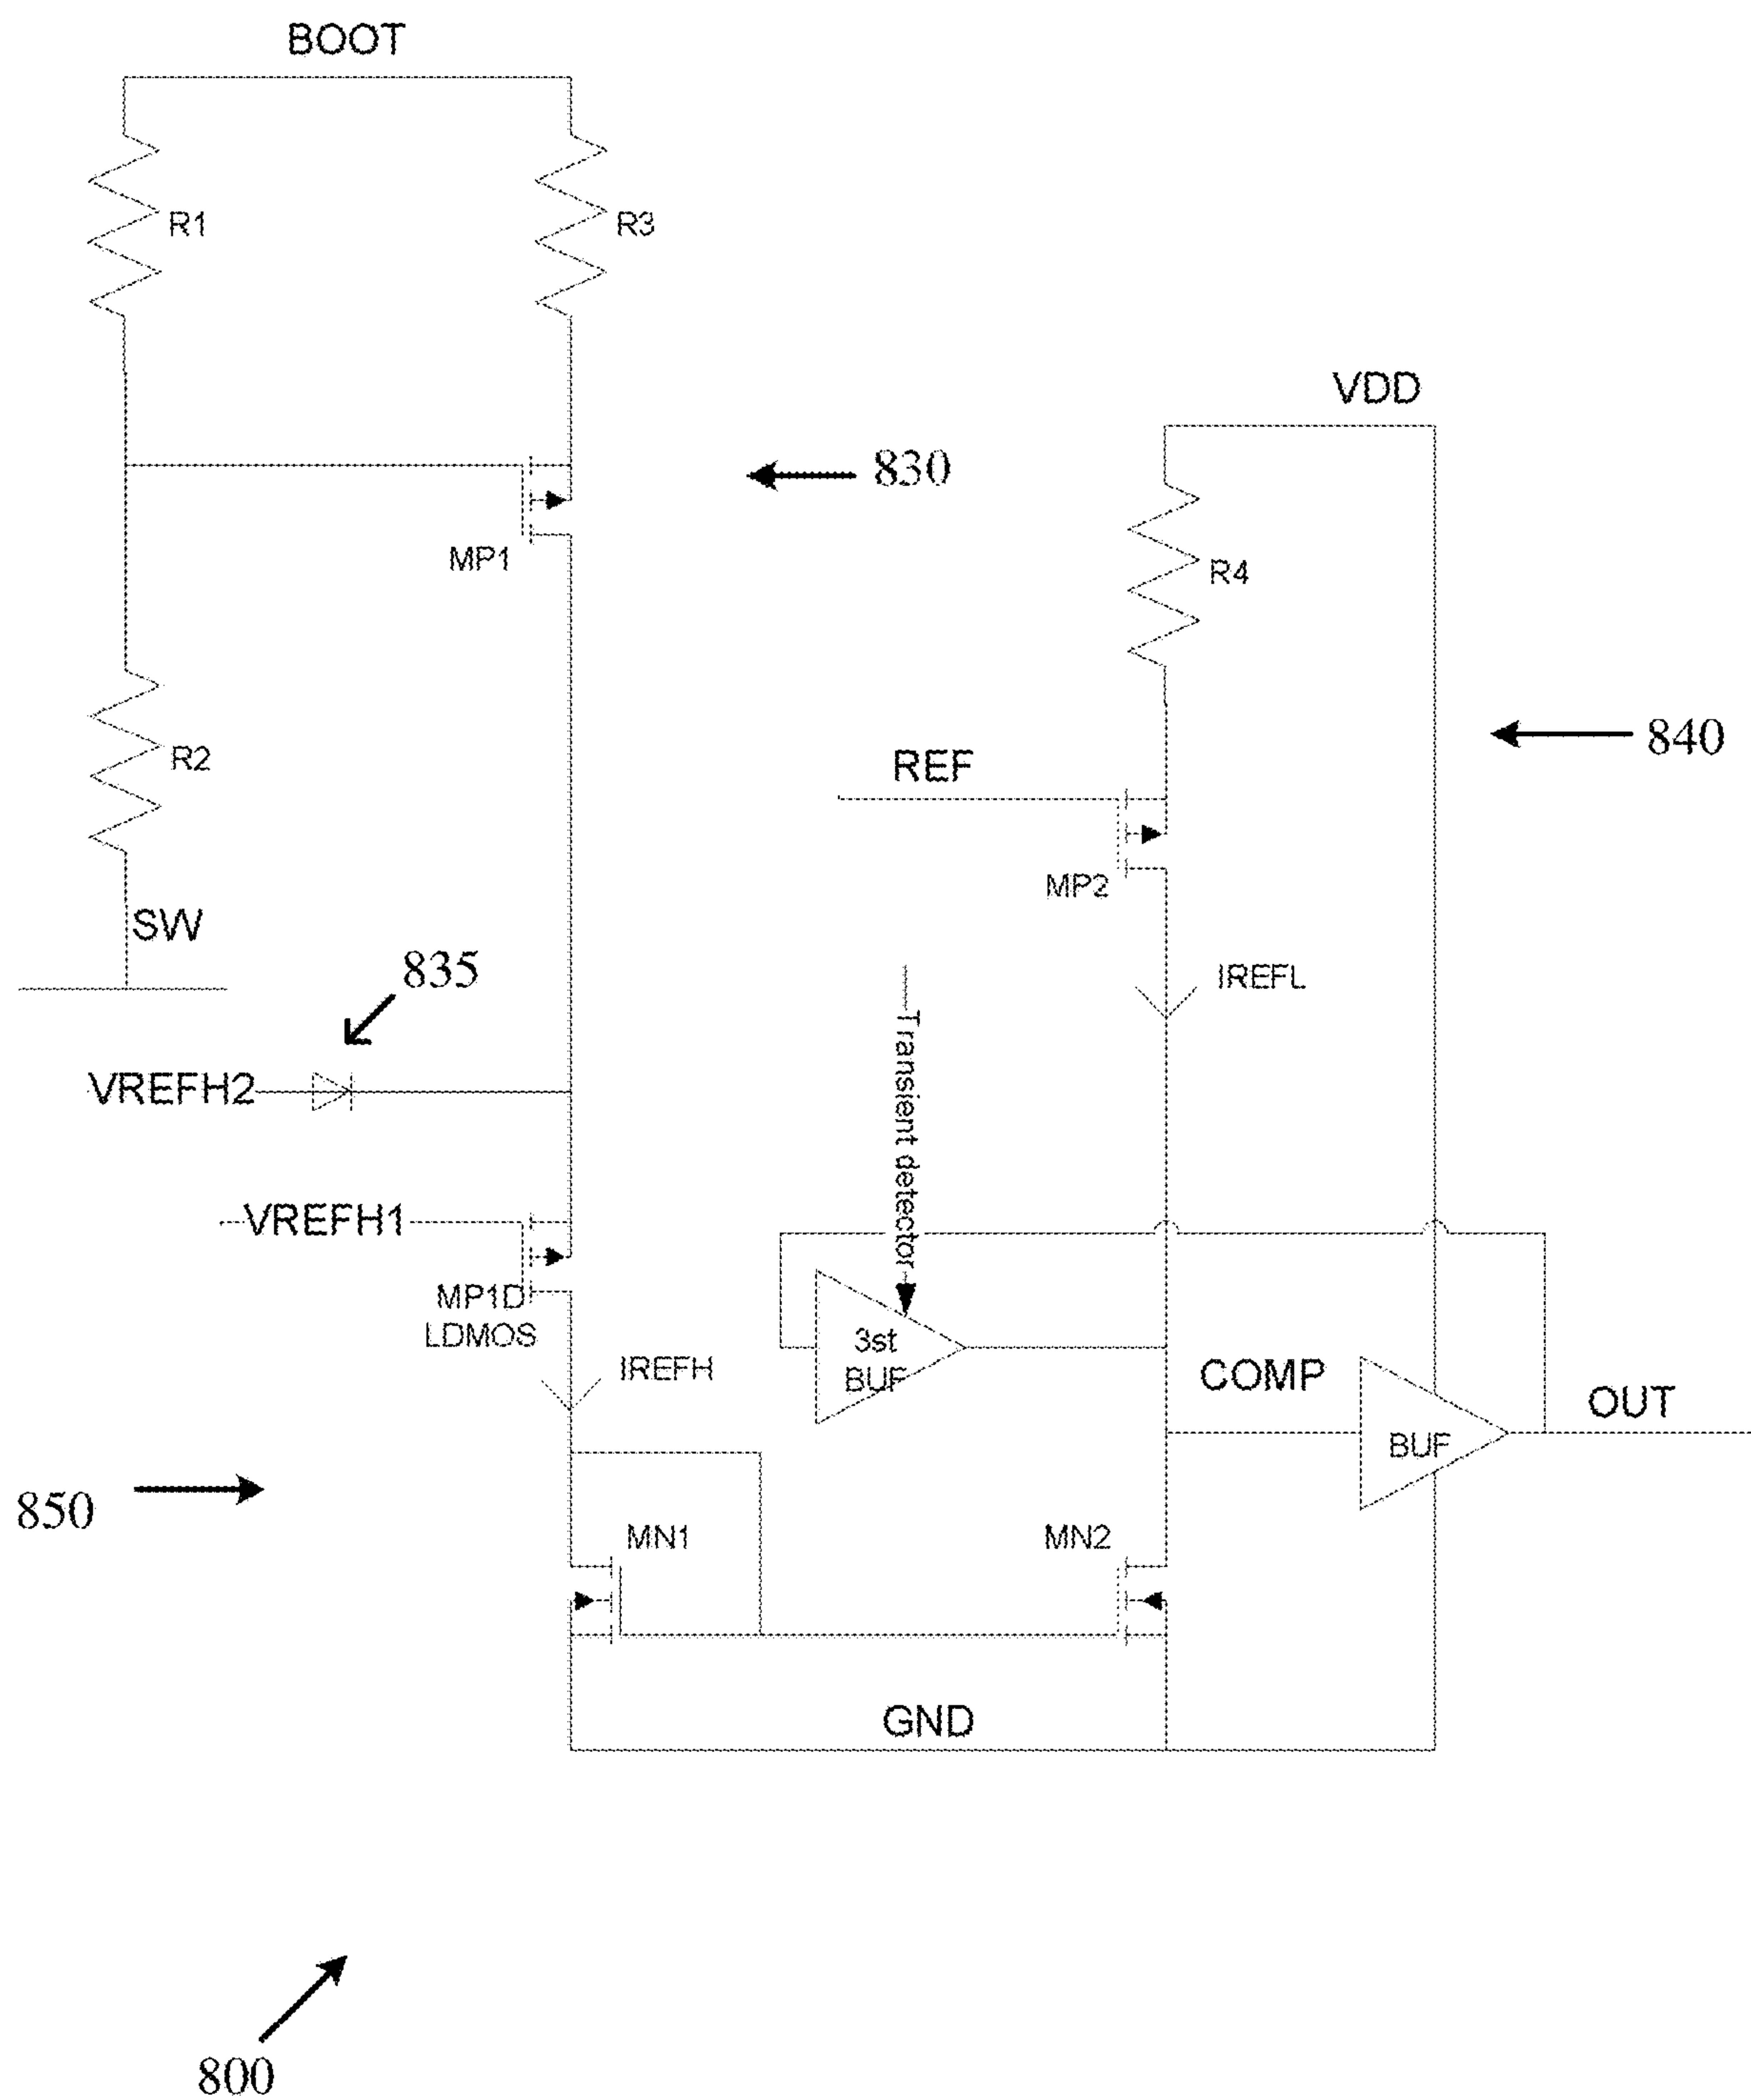 BOOT
R1
R3
VDD
830
MP1
R4
R2
840
REF
MP2
SW
835
IREFL
Transient detector
VREFH2
VREFH1
MP1D
LDMOS
3st
BUF
IREFH
COMP
OUT
BUF
850
MN1
MN2
GND
800